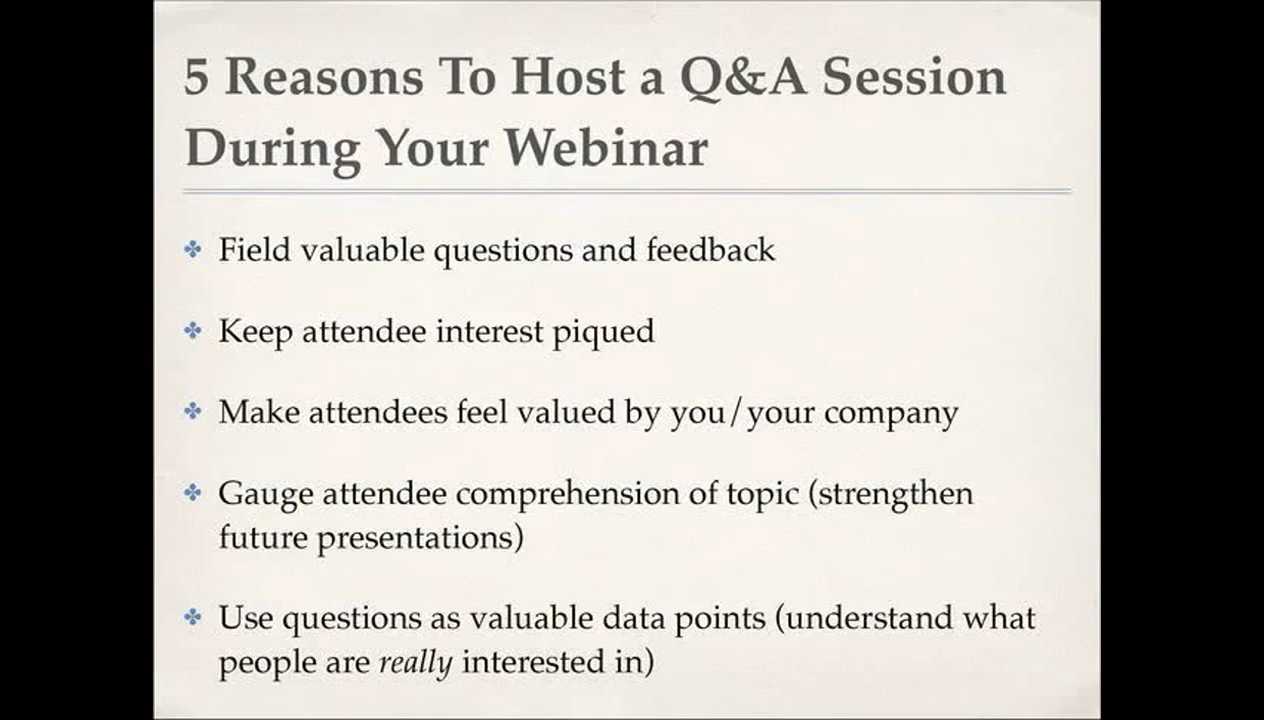 5 Reasons To Host a Q&A Session
During Your Webinar
Field valuable questions and feedback
Keep attendee interest piqued
Make attendees feel valued by you/your company
Gauge attendee comprehension of topic (strengthen
future presentations)
Use questions as valuable data points (understand what
people are really interested in)